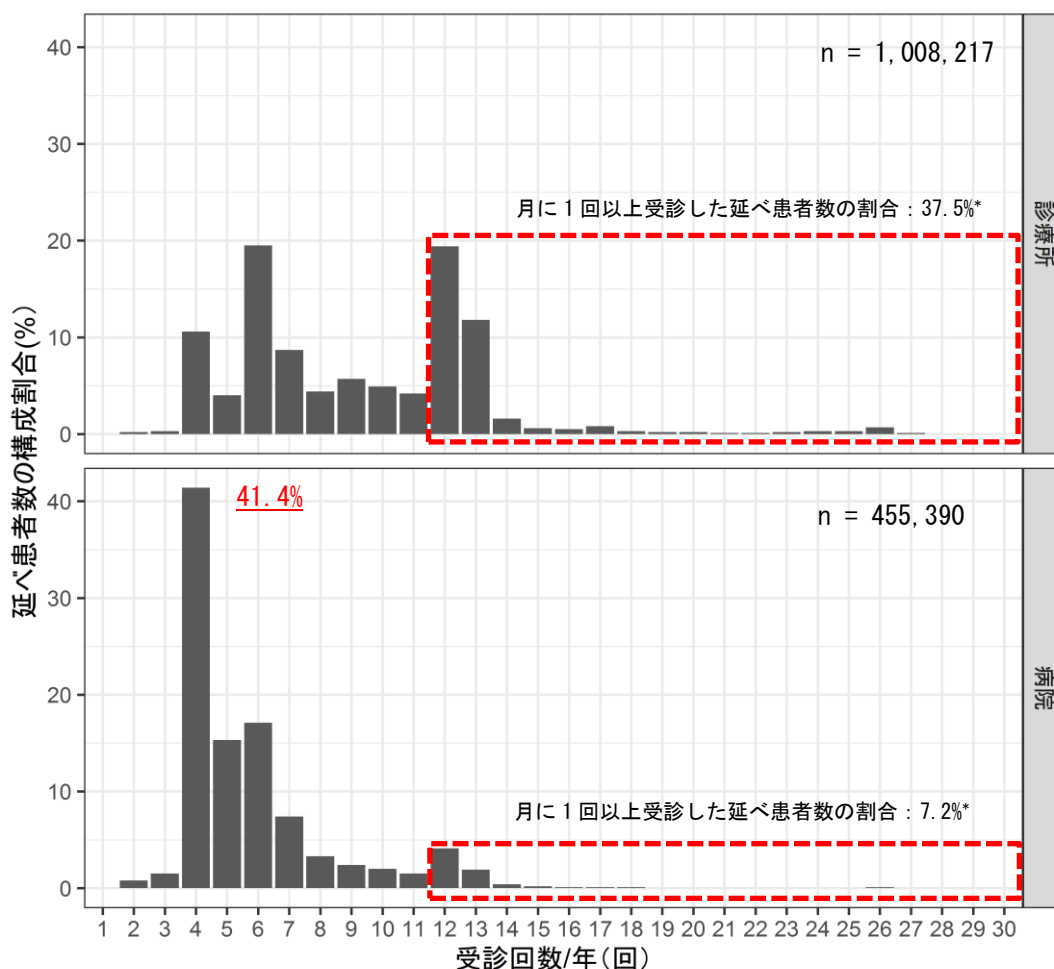 延べ患者数の構成割合(%)
40
30
20
10
0
n = 1,008,217
月に1回以上受診した延べ患者数の割合：37.5%*
診療所
40
30
20
10
0
41.4%
n = 455,390
月に1回以上受診した延べ患者数の割合：7.2%*
病院
1 2 3 4 5 6 7 8 9 10 11 12 13 14 15 16 17 18 19 20 21 22 23 24 25 26 27 28 29 30
受診回数/年(回)